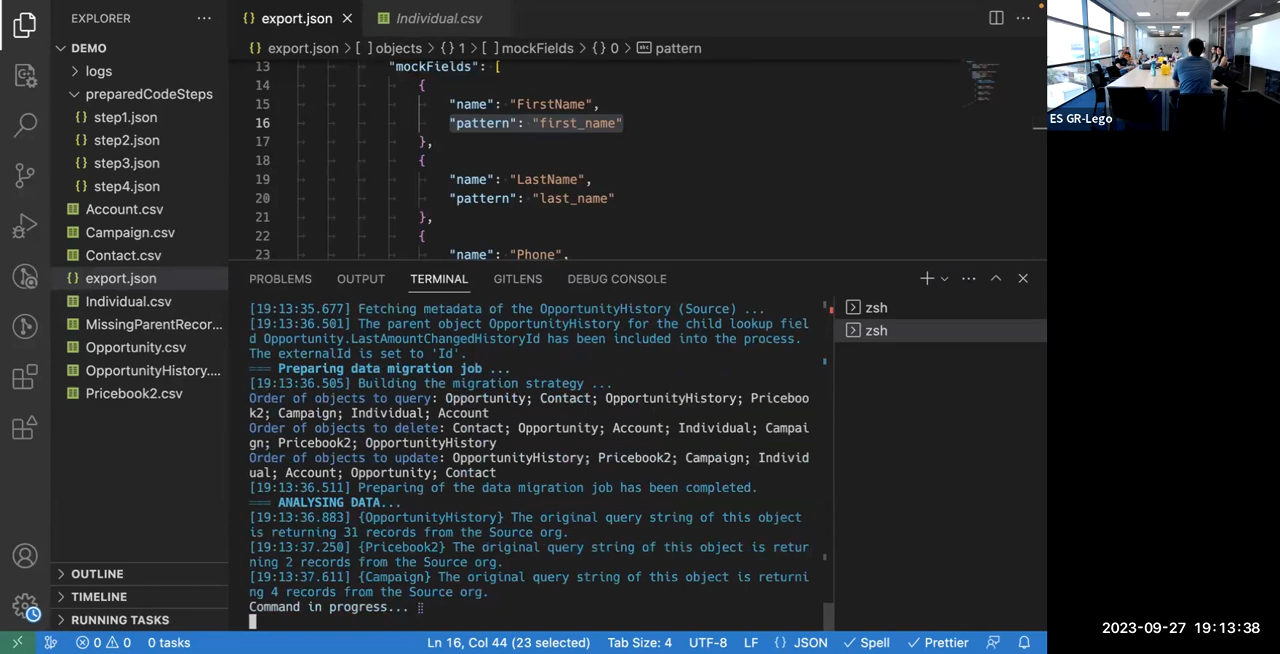 EXPLORER
DEMO
logs
preparedCodeSteps
step1.json
step2.json
step3.json
step4.json
Account.csv
Campaign.csv
Contact.csv
export.json
Individual.csv
MissingParentRecor...
Opportunity.csv
OpportunityHistory....
Pricebook2.csv
OUTLINE
TIMELINE
RUNNING TASKS
{} export.json
Individual.csv
{} export.json > [ ] objects > {} 1 > [ ] mockFields > {} 0 > pattern
13 "mockFields": [
14 {
15 "name": "FirstName",
16 "pattern": "first_name"
17 },
18 {
19 "name": "LastName",
20 "pattern": "last_name"
21 },
22 {
23 "name": "Phone",
PROBLEMS OUTPUT TERMINAL GITLENS DEBUG CONSOLE
[19:13:35.677] Fetching metadata of the OpportunityHistory (Source) ...
[19:13:36.501] The parent object OpportunityHistory for the child lookup fiel
d Opportunity.LastAmountChangedHistoryId has been included into the process.
The externalId is set to 'Id'.
=== Preparing data migration job ...
[19:13:36.505] Building the migration strategy ...
Order of objects to query: Opportunity; Contact; OpportunityHistory; Priceboo
k2; Campaign; Individual; Account
Order of objects to delete: Contact; Opportunity; Account; Individual; Campai
gn; Pricebook2; OpportunityHistory
Order of objects to update: OpportunityHistory; Pricebook2; Campaign; Individ
ual; Account; Opportunity; Contact
[19:13:36.511] Preparing of the data migration job has been completed.
=== ANALYSING DATA...
[19:13:36.883] {OpportunityHistory} The original query string of this object
is returning 31 records from the Source org.
[19:13:37.250] {Pricebook2} The original query string of this object is retur
ning 2 records from the Source org.
[19:13:37.611] {Campaign} The original query string of this object is returni
ng 4 records from the Source org.
Command in progress...
zsh
zsh
0 0 0 tasks
Ln 16, Col 44 (23 selected) Tab Size: 4 UTF-8 LF {} JSON Spell Prettier
ES GR-Lego
2023-09-27 19:13:38